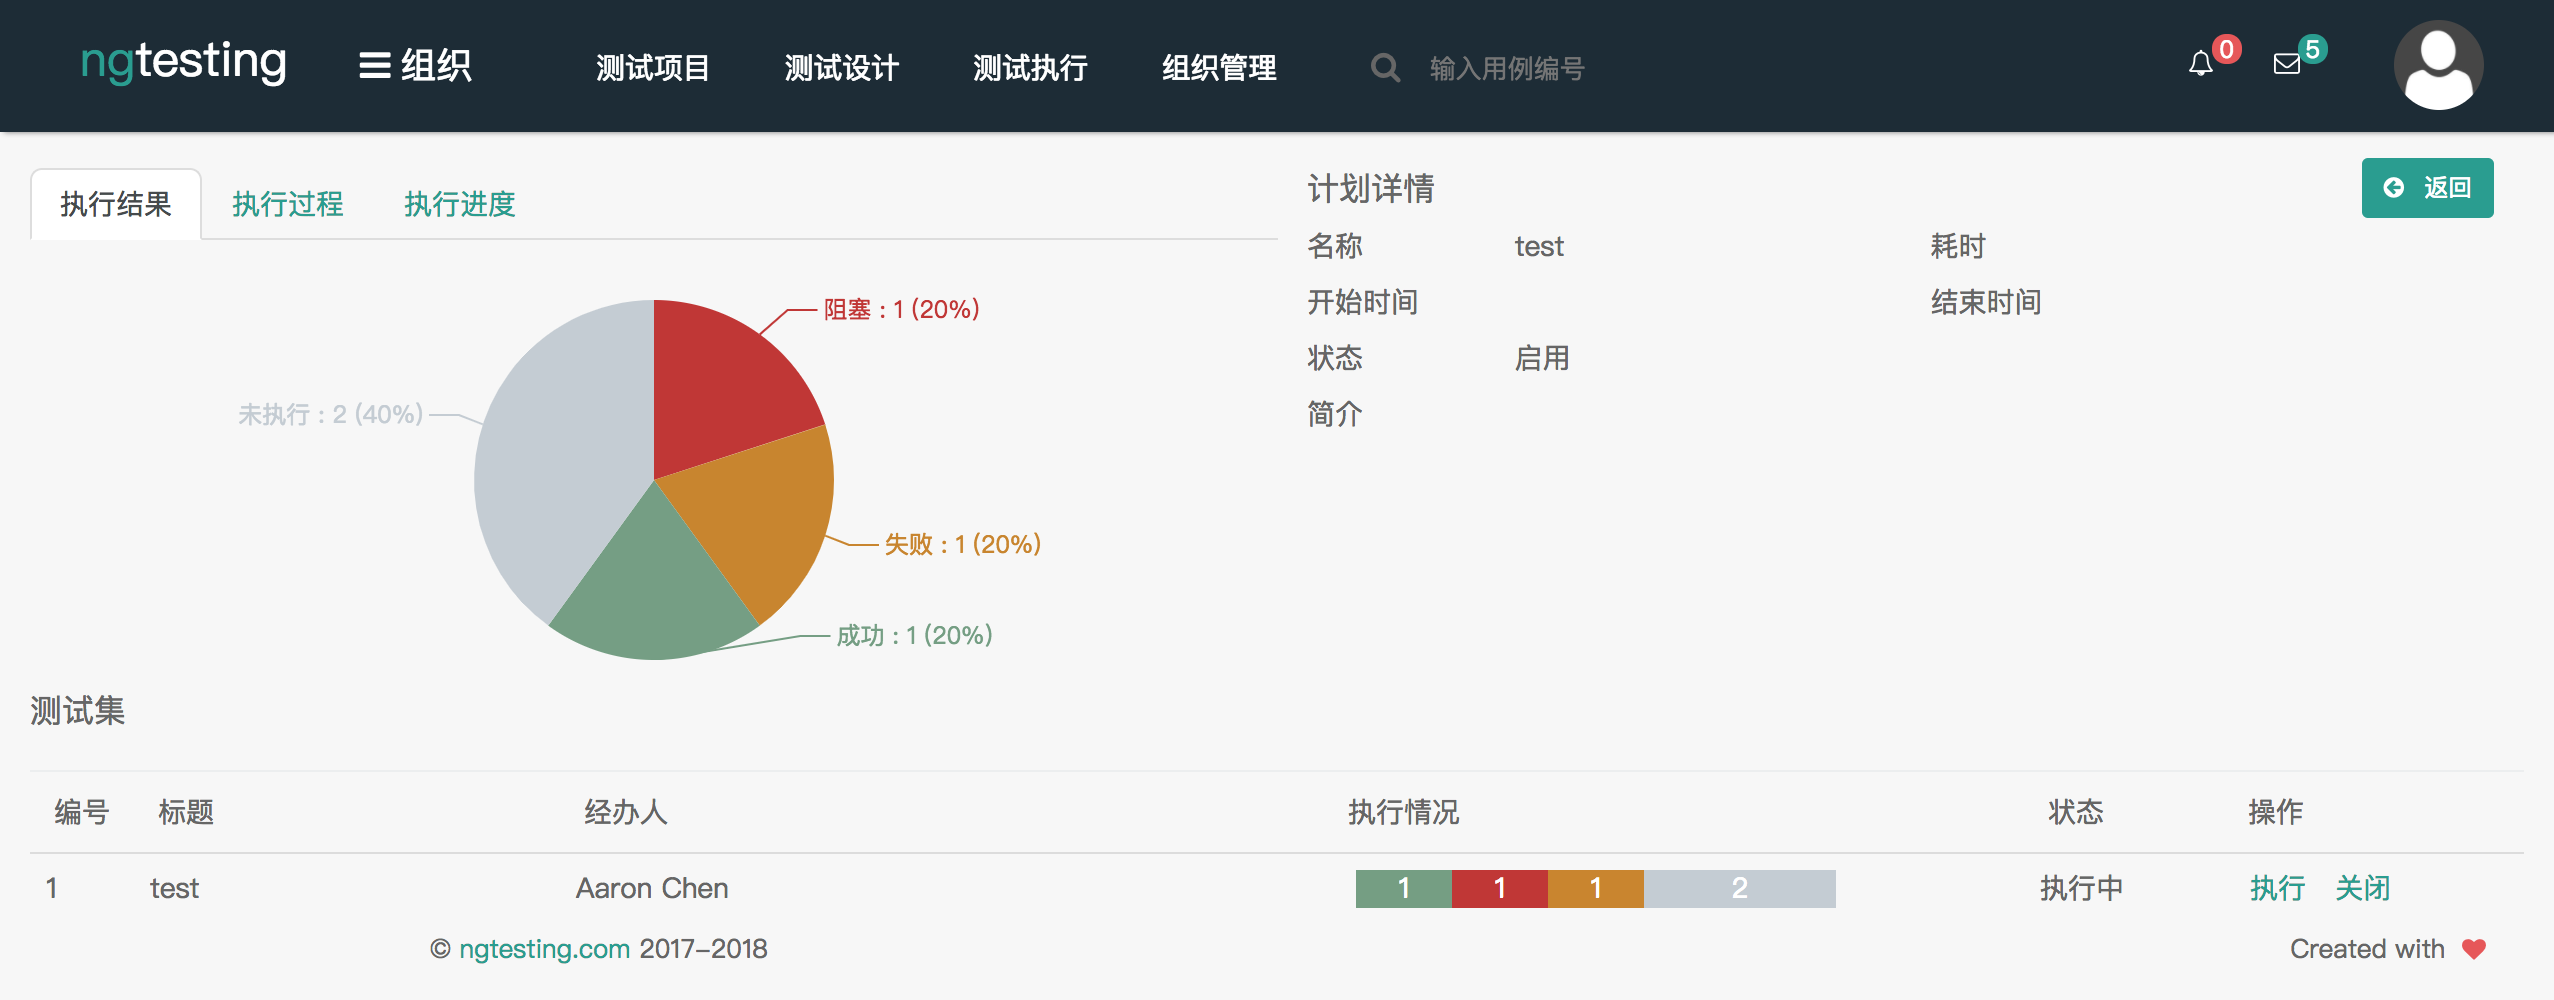 ngtesting 组织 测试项目 测试设计 测试执行 组织管理 输入用例编号 0 5
执行结果 执行过程 执行进度
阻塞 : 1 (20%)
未执行 : 2 (40%)
失败 : 1 (20%)
成功 : 1 (20%)
计划详情 返回
名称 test 耗时
开始时间 结束时间
状态 启用
简介
测试集
编号 标题 经办人 执行情况 状态 操作
1 test Aaron Chen 1 1 1 2 执行中 执行 关闭
© ngtesting.com 2017-2018 Created with